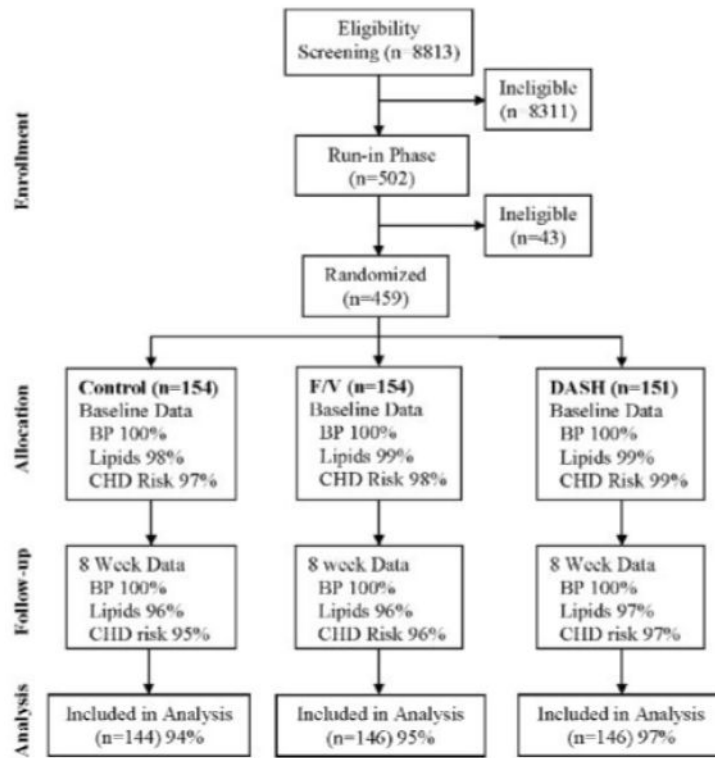 Eligibility
Screening (n=8813)
Ineligible
(n=8311)
Enrollment
Run-in Phase
(n=502)
Ineligible
(n=43)
Randomized
(n=459)
Allocation
Control (n=154)
Baseline Data
BP 100%
Lipids 98%
CHD Risk 97%
F/V (n=154)
Baseline Data
BP 100%
Lipids 99%
CHD Risk 98%
DASH (n=151)
Baseline Data
BP 100%
Lipids 99%
CHD Risk 99%
Follow-up
8 Week Data
BP 100%
Lipids 96%
CHD risk 95%
8 week Data
BP 100%
Lipids 96%
CHD Risk 96%
8 Week Data
BP 100%
Lipids 97%
CHD risk 97%
Analysis
Included in Analysis
(n=144) 94%
Included in Analysis
(n=146) 95%
Included in Analysis
(n=146) 97%